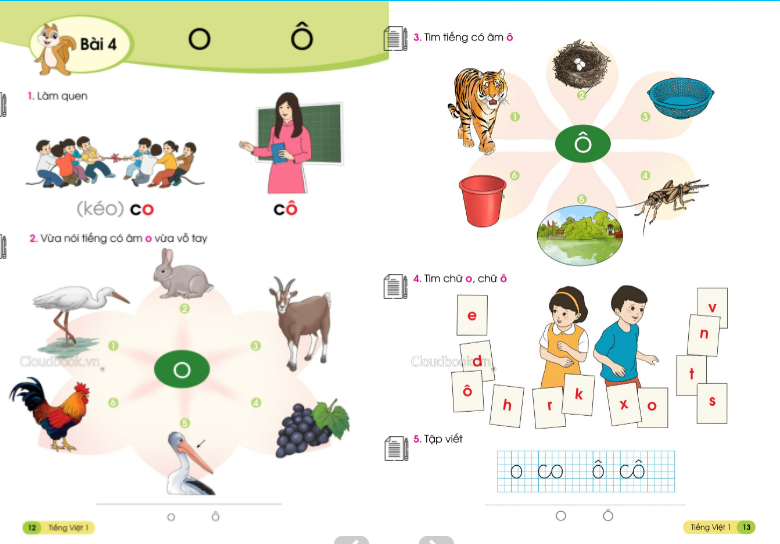 Bài 4
O Ô
1. Làm quen
(kéo) co
cô
2. Vừa nói tiếng có âm o vừa vỗ tay
1
2
3
4
5
6
O
Cloudbook.vn
o ô
12 Tiếng Việt 1
3. Tìm tiếng có âm ô
1
2
3
4
5
6
Ô
4. Tìm chữ o, chữ ô
e
d
ô
h
r
k
x
o
v
n
t
s
Cloudbook.vn
5. Tập viết
o co ô cô
o ô
Tiếng Việt 1 13